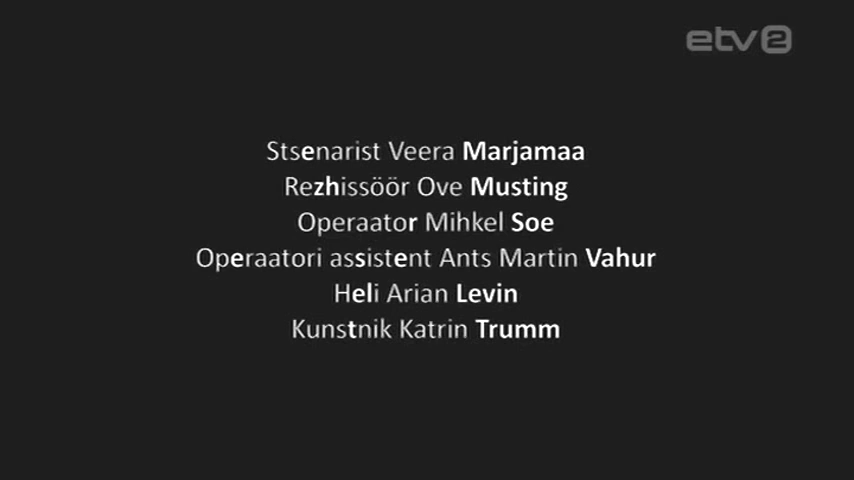 etv2
Stsenarist Veera Marjamaa
Rezhissöör Ove Musting
Operaator Mihkel Soe
Operaatori assistent Ants Martin Vahur
Heli Arian Levin
Kunstnik Katrin Trumm